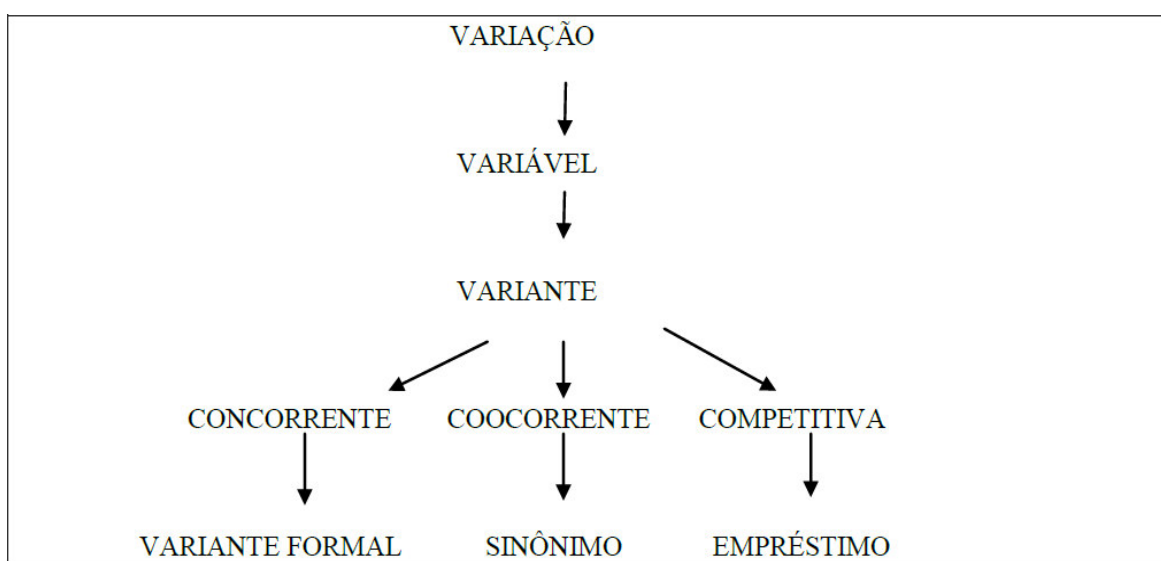 VARIAÇÃO
VARIÁVEL
VARIANTE
CONCORRENTE COOCORRENTE COMPETITIVA
VARIANTE FORMAL SINÔNIMO EMPRÉSTIMO